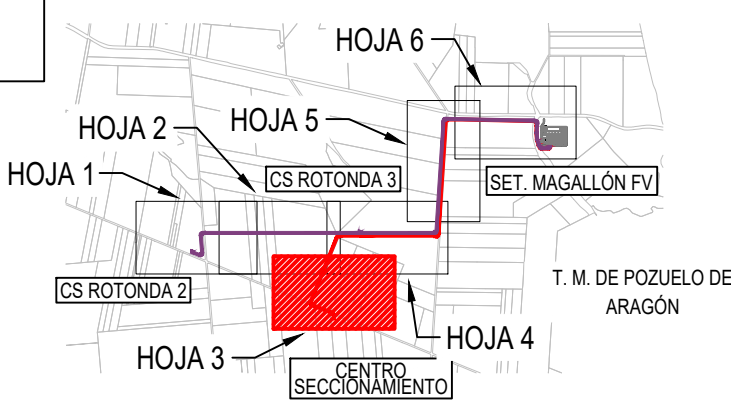 HOJA 6
HOJA 5
HOJA 2
HOJA 1
CS ROTONDA 3
SET. MAGALLÓN FV
CS ROTONDA 2
T. M. DE POZUELO DE
ARAGÓN
HOJA 4
HOJA 3
CENTRO
SECCIONAMIENTO